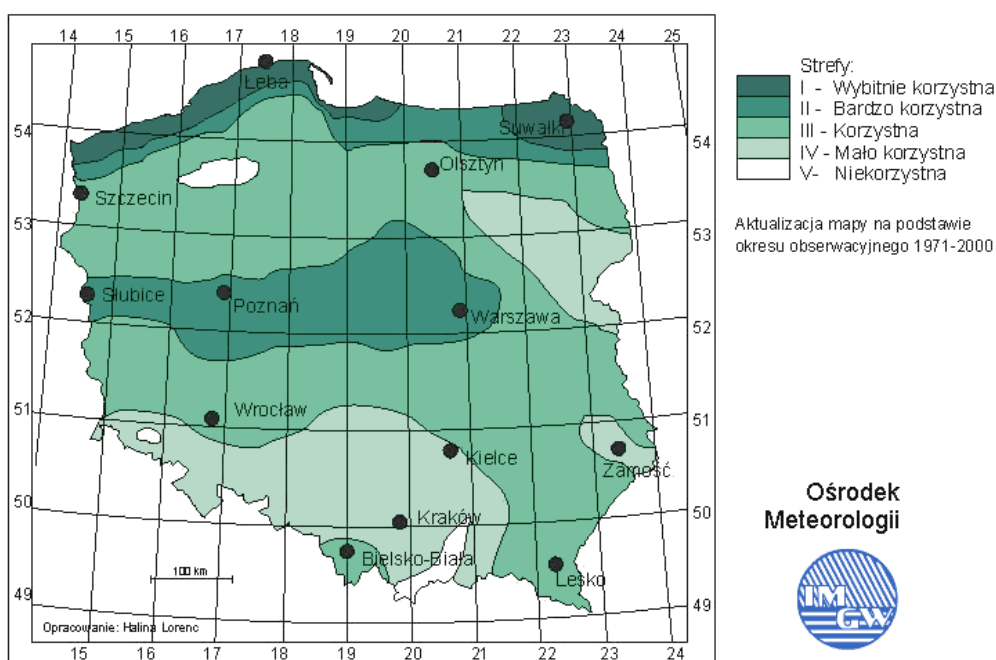 14 15 16 17 18 19 20 21 22 23 24 25
Łeba
54
Suwałki
54
Olsztyn
Szczecin
53
53
Słubice
Poznań
Warszawa
52
52
51
Wrocław
51
Kielce
Zamość
50
Kraków
50
Bielsko-Biała
Lesko
100 km
49
49
Opracowanie: Halina Lorenc
15 16 17 18 19 20 21 22 23 24
Strefy:
I - Wybitnie korzystna
II - Bardzo korzystna
III - Korzystna
IV - Mało korzystna
V- Niekorzystna
Aktualizacja mapy na podstawie
okresu obserwacyjnego 1971-2000
Ośrodek
Meteorologii
IM
GW